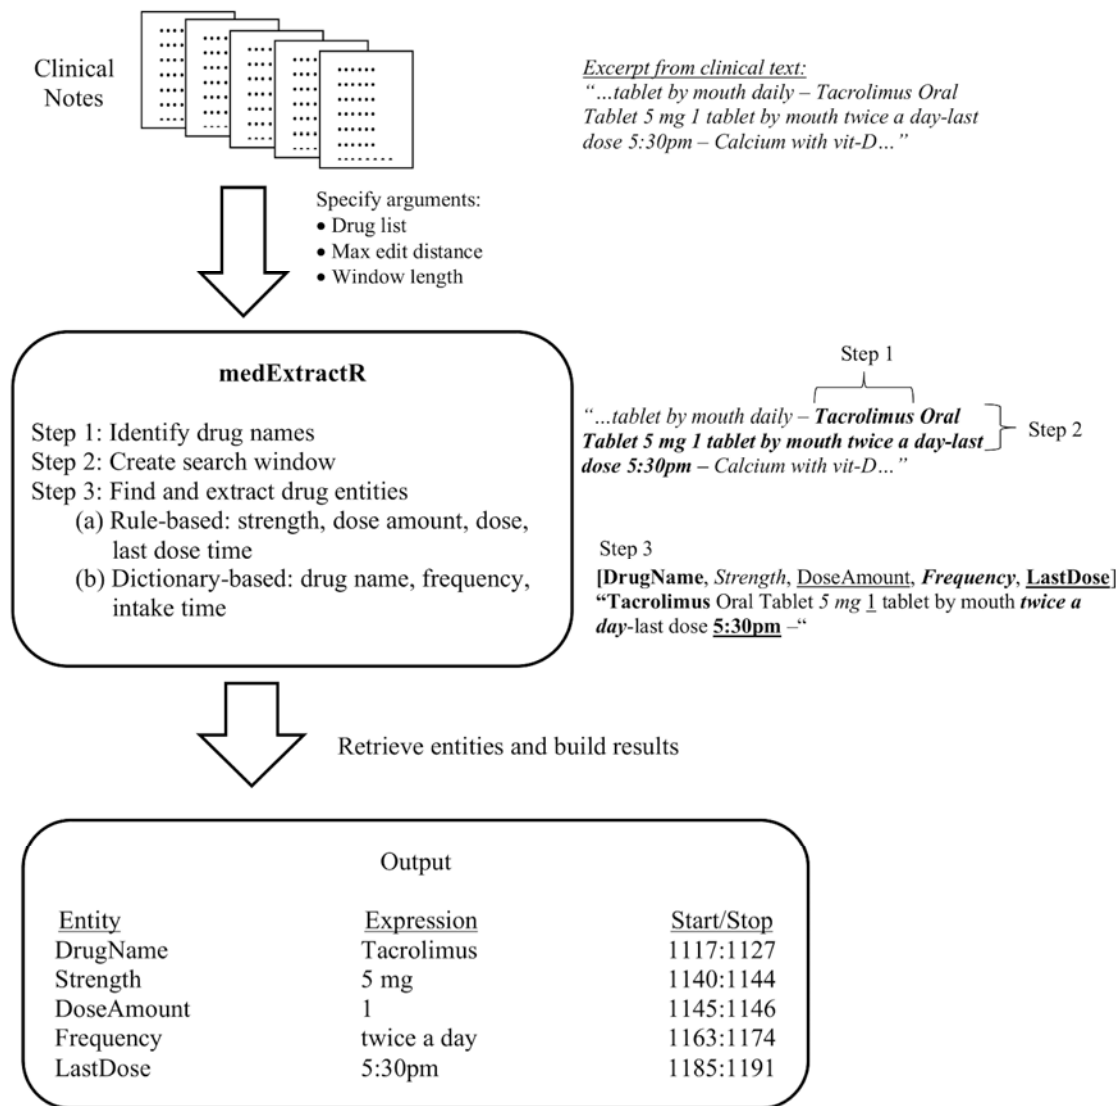 Clinical
Notes
Excerpt from clinical text:
“…tablet by mouth daily – Tacrolimus Oral
Tablet 5 mg 1 tablet by mouth twice a day-last
dose 5:30pm – Calcium with vit-D…”
Specify arguments:
• Drug list
• Max edit distance
• Window length
medExtractR
Step 1: Identify drug names
Step 2: Create search window
Step 3: Find and extract drug entities
(a) Rule-based: strength, dose amount, dose,
last dose time
(b) Dictionary-based: drug name, frequency,
intake time
Step 1
“…tablet by mouth daily – Tacrolimus Oral
Tablet 5 mg 1 tablet by mouth twice a day-last
dose 5:30pm – Calcium with vit-D…”
Step 2
Step 3
[DrugName, Strength, DoseAmount, Frequency, LastDose]
“Tacrolimus Oral Tablet 5 mg 1 tablet by mouth twice a
day-last dose 5:30pm –“
Retrieve entities and build results
Output
Entity Expression Start/Stop
DrugName Tacrolimus 1117:1127
Strength 5 mg 1140:1144
DoseAmount 1 1145:1146
Frequency twice a day 1163:1174
LastDose 5:30pm 1185:1191